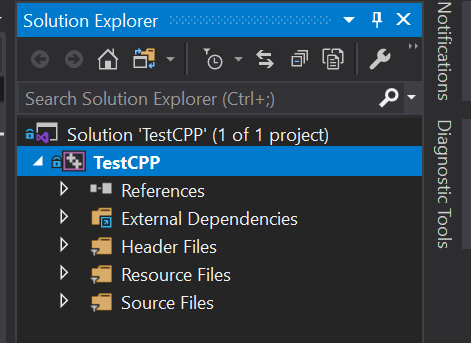 Solution Explorer
Search Solution Explorer (Ctrl+;)
Solution 'TestCPP' (1 of 1 project)
TestCPP
References
External Dependencies
Header Files
Resource Files
Source Files
Notifications
Diagnostic Tools